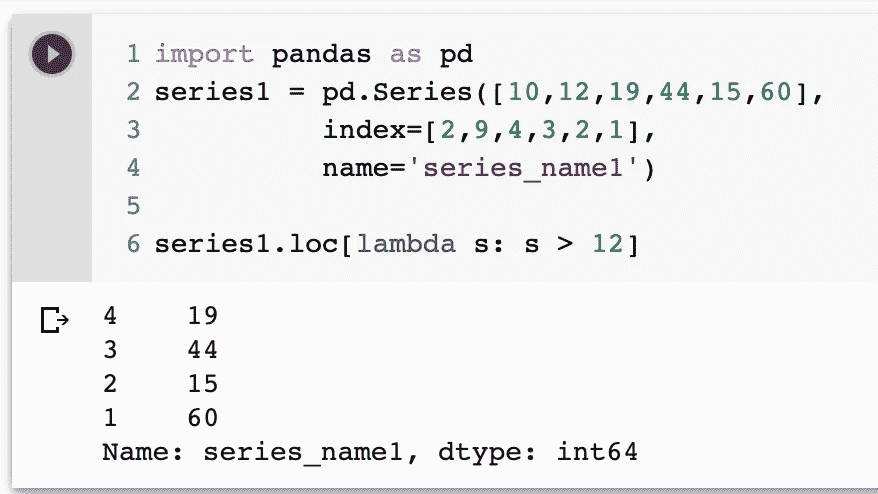 1 import pandas as pd
2 series1 = pd.Series([10,12,19,44,15,60],
3           index=[2,9,4,3,2,1],
4           name='series_name1')
5
6 series1.loc[lambda s: s > 12]
4    19
3    44
2    15
1    60
Name: series_name1, dtype: int64